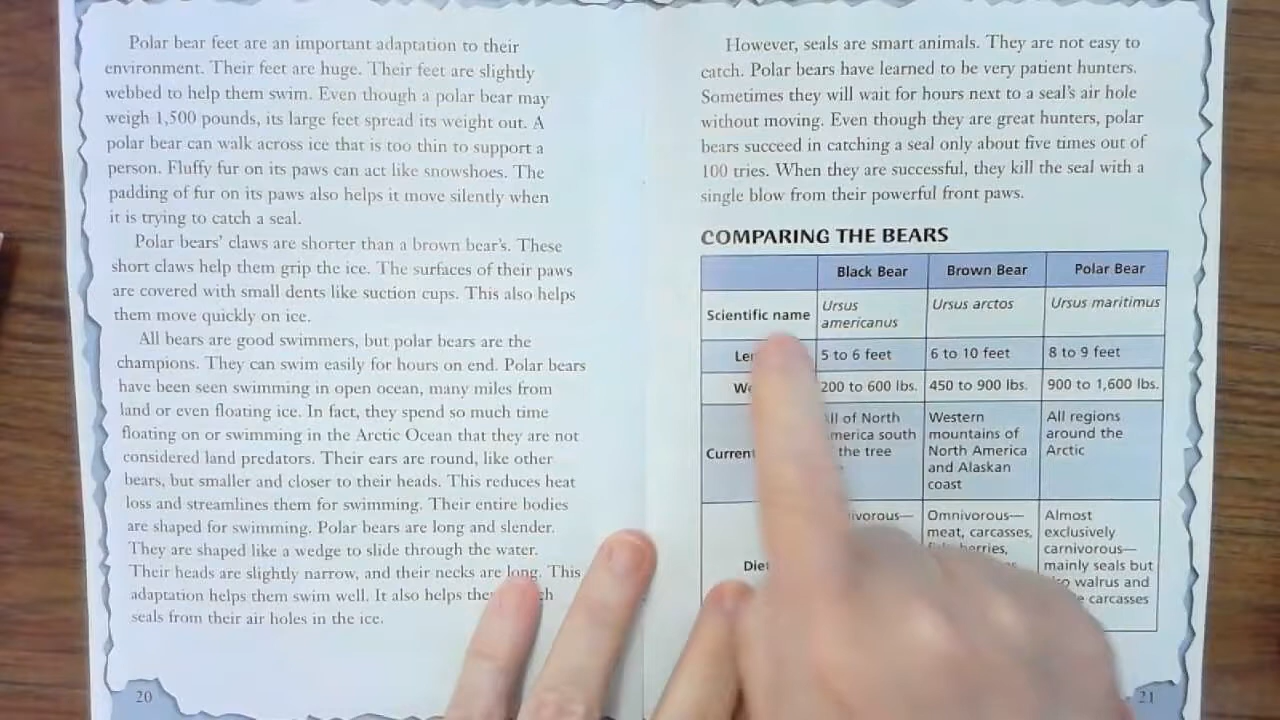 Polar bear feet are an important adaptation to their
environment. Their feet are huge. Their feet are slightly
webbed to help them swim. Even though a polar bear may
weigh 1,500 pounds, its large feet spread its weight out. A
polar bear can walk across ice that is too thin to support a
person. Fluffy fur on its paws can act like snowshoes. The
padding of fur on its paws also helps it move silently when
it is trying to catch a seal.
Polar bears' claws are shorter than a brown bear's. These
short claws help them grip the ice. The surfaces of their paws
are covered with small dents like suction cups. This also helps
them move quickly on ice.
All bears are good swimmers, but polar bears are the
champions. They can swim easily for hours on end. Polar bears
have been seen swimming in open ocean, many miles from
land or even floating ice. In fact, they spend so much time
floating on or swimming in the Arctic Ocean that they are not
considered land predators. Their ears are round, like other
bears, but smaller and closer to their heads. This reduces heat
loss and streamlines them for swimming. Their entire bodies
are shaped for swimming. Polar bears are long and slender.
They are shaped like a wedge to slide through the water.
Their heads are slightly narrow, and their necks are long. This
adaptation helps them swim well. It also helps
seals from their air holes in the ice.
20
However, seals are smart animals. They are not easy to
catch. Polar bears have learned to be very patient hunters.
Sometimes they will wait for hours next to a seal's air hole
without moving. Even though they are great hunters, polar
bears succeed in catching a seal only about five times out of
100 tries. When they are successful, they kill the seal with a
single blow from their powerful front paws.
COMPARING THE BEARS
Black Bear Brown Bear Polar Bear
Scientific name Ursus americanus Ursus arctos Ursus maritimus
5 to 6 feet 6 to 10 feet 8 to 9 feet
200 to 600 lbs. 450 to 900 lbs. 900 to 1,600 lbs.
Current
of North
south
the tree
Western
mountains of
North America
and Alaskan
coast
All regions
around the
Arctic
Omnivorous—
meat, carcasses,
berries,
Almost
exclusively
carnivorous—
mainly seals but
walrus and
carcasses
21